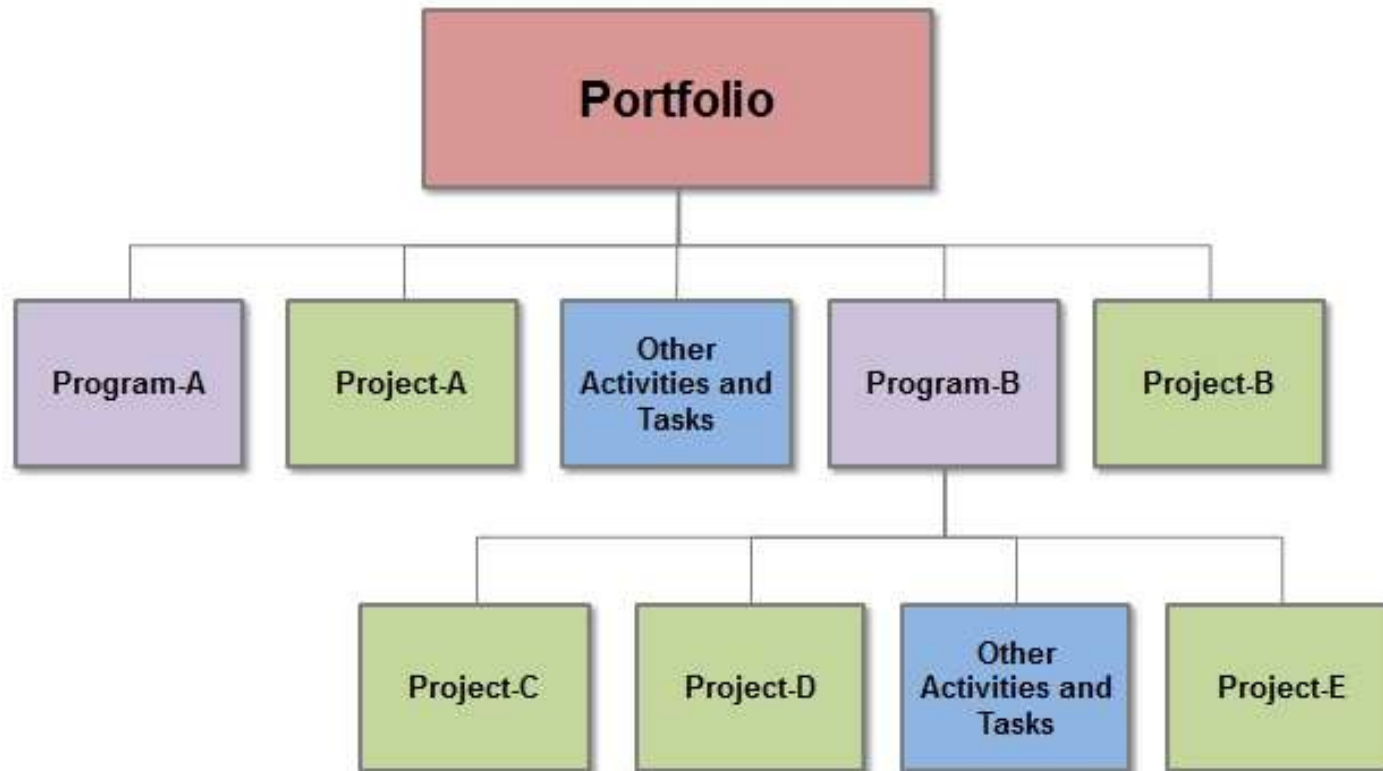 Portfolio
Program-A
Project-A
Other
Activities and
Tasks
Program-B
Project-B
Project-C
Project-D
Other
Activities and
Tasks
Project-E